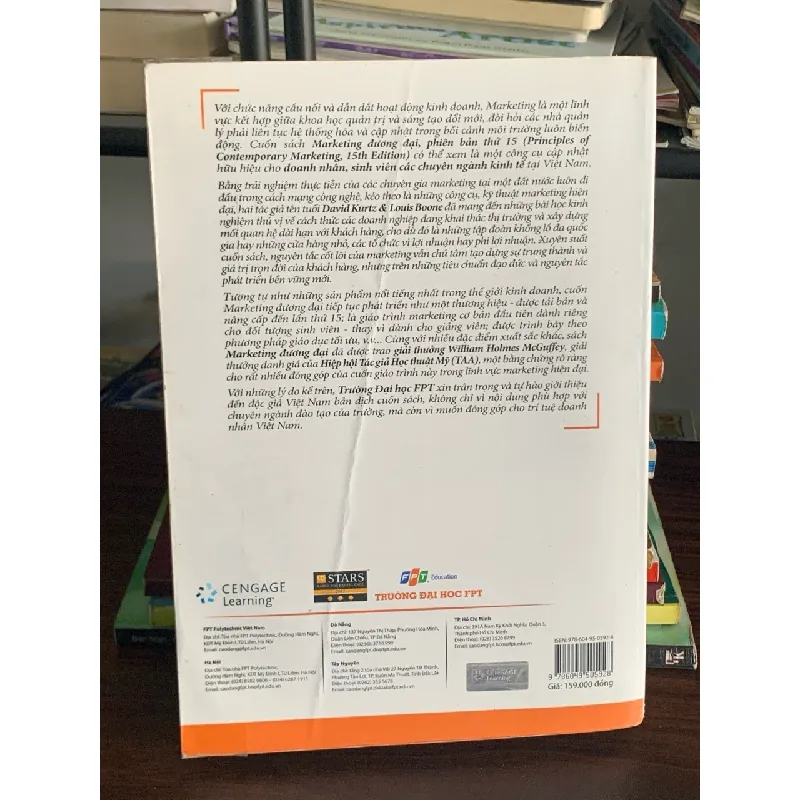 Với chức năng cầu nối và dẫn dắt hoạt động kinh doanh, Marketing là một lĩnh
vực kết hợp giữa khoa học quản trị và sáng tạo đổi mới, đòi hỏi các nhà quản
lý phải liên tục hệ thống hóa và cập nhật trong bối cảnh môi trường luôn biến
động. Cuốn sách Marketing đương đại, phiên bản thứ 15 (Principles of
Contemporary Marketing, 15th Edition) có thể xem là một công cụ cập nhật
hữu hiệu cho doanh nhân, sinh viên các chuyên ngành kinh tế tại Việt Nam.
Bằng trải nghiệm thực tiễn của các chuyên gia marketing tại một đất nước luôn đi
đầu trong cách mạng công nghệ, kéo theo là những công cụ, kỹ thuật marketing hiện
đại, hai tác giả tên tuổi David Kurtz & Louis Boone đã mang đến những bài học kinh
nghiệm thú vị về cách thức các doanh nghiệp đang khai thác thị trường và xây dựng
mối quan hệ dài hạn với khách hàng, cho dù đó là những tập đoàn khổng lồ đa quốc
gia hay những cửa hàng nhỏ, các tổ chức vì lợi nhuận hay phi lợi nhuận. Xuyên suốt
cuốn sách, nguyên tắc cốt lõi của marketing vẫn chú tâm tạo dựng sự trung thành và
giá trị trọn đời của khách hàng, nhưng trên những tiêu chuẩn đạo đức và nguyên tắc
phát triển bền vững mới.
Tương tự như những sản phẩm nổi tiếng nhất trong thế giới kinh doanh, cuốn
Marketing đương đại tiếp tục phát triển như một thương hiệu - được tái bản và
nâng cấp đến lần thứ 15; là giáo trình marketing cơ bản đầu tiên dành riêng
cho đối tượng sinh viên - thay vì dành cho giảng viên; được trình bày theo
phương pháp giáo dục tối ưu, v.v... Cùng với nhiều đặc điểm xuất sắc khác, sách
Marketing đương đại đã được trao giải thưởng William Holmes McGuffey, giải
thưởng danh giá của Hiệp hội Tác giả Học thuật Mỹ (TAA), một bằng chứng rõ ràng
cho rất nhiều đóng góp của cuốn giáo trình này trong lĩnh vực marketing hiện đại.
Với những lý do kể trên, Trường Đại học FPT xin trân trọng và tự hào giới thiệu
đến độc giả Việt Nam bản dịch cuốn sách, không chỉ vì nội dung phù hợp với
chuyên ngành đào tạo của trường, mà còn vì muốn đóng góp cho trí tuệ doanh
nhân Việt Nam.
CENGAGE
Learning
STARS
FPT Education
TRƯỜNG ĐẠI HỌC FPT
FPT Polytechnic Việt Nam
Hà Nội
Đà Nẵng
Tây Nguyên
TP. Hồ Chí Minh
CENGAGE
Learning
9 786049 505928
Giá: 159.000 đồng